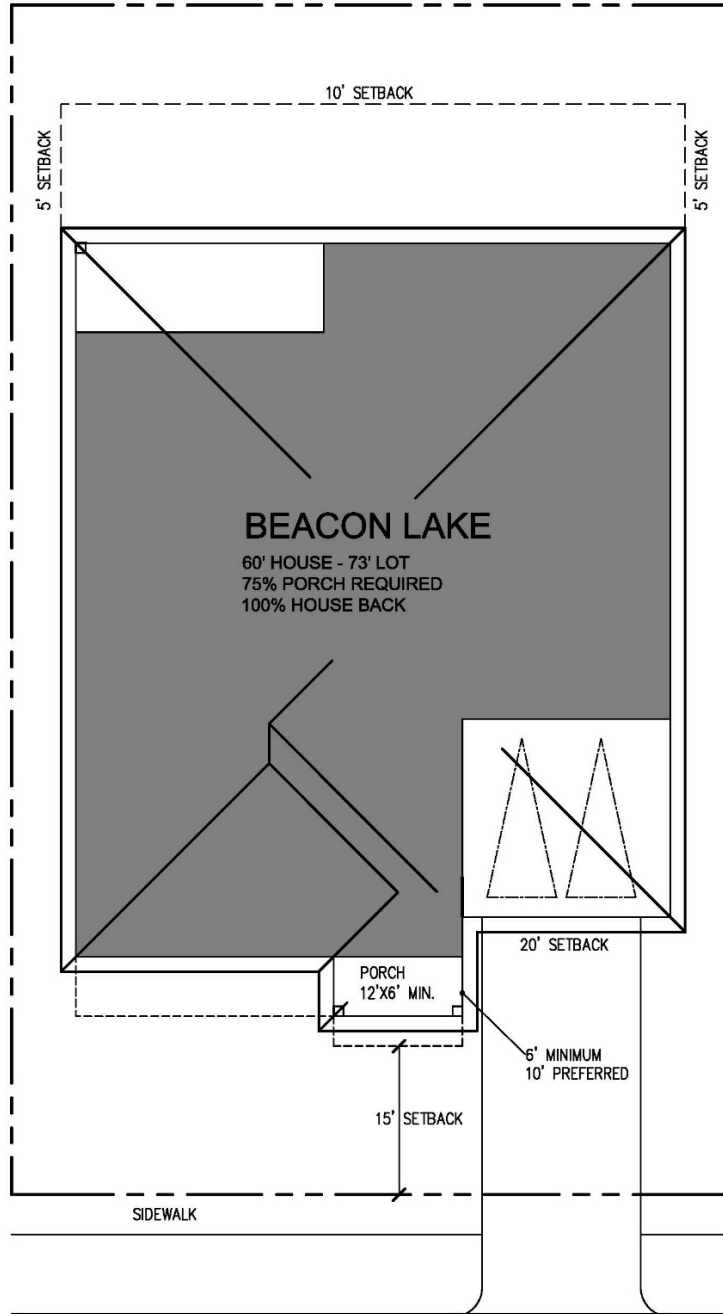 10' SETBACK
5' SETBACK
5' SETBACK
BEACON LAKE
60' HOUSE - 73' LOT
75% PORCH REQUIRED
100% HOUSE BACK
20' SETBACK
PORCH
12'X6' MIN.
6' MINIMUM
10' PREFERRED
15' SETBACK
SIDEWALK